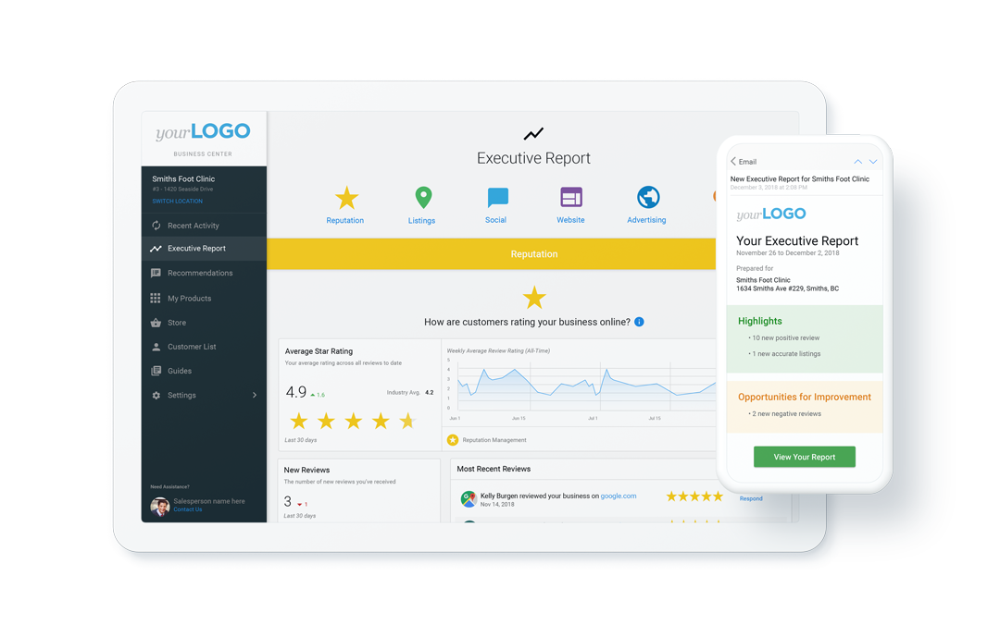 yourLOGO
BUSINESS CENTER
Smiths Foot Clinic
#3 - 1420 Seaside Drive
SWITCH LOCATION
Recent Activity
Executive Report
Recommendations
My Products
Store
Customer List
Guides
Settings
Need Assistance?
Salesperson name here
Contact Us
Executive Report
Reputation
Listings
Social
Website
Advertising
Reputation
How are customers rating your business online?
Average Star Rating
Your average rating across all reviews to date
4.9 1.6
Industry Avg. 4.2
Last 30 days
Weekly Average Review Rating (All-Time)
5
4
3
2
1
0
Jun 1
Jun 15
Jul 1
Jul 15
Reputation Management
New Reviews
The number of new reviews you've received
3 1
Last 30 days
Most Recent Reviews
Kelly Burgen reviewed your business on google.com
Nov 14, 2018
Respond
Email
New Executive Report for Smiths Foot Clinic
December 3, 2018 at 2:08 PM
yourLOGO
Your Executive Report
November 26 to December 2, 2018
Prepared for
Smiths Foot Clinic
1634 Smiths Ave #229, Smiths, BC
Highlights
• 10 new positive review
• 1 new accurate listings
Opportunities for Improvement
• 2 new negative reviews
View Your Report